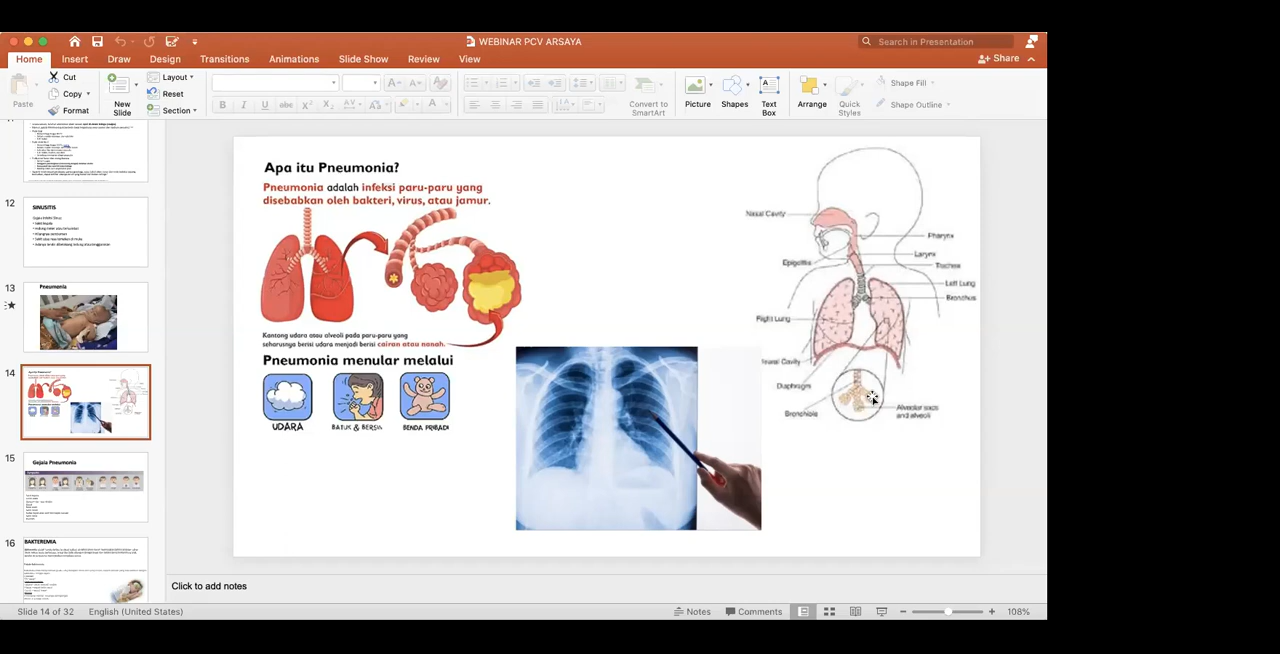 WEBINAR PCV ARSAYA
Search in Presentation
Home Insert Draw Design Transitions Animations Slide Show Review View
Share
Paste
Cut
Copy
Format
New Slide
Layout
Reset
Section
B I U abc X² X₂ AV
Convert to SmartArt
Picture
Shapes
Text Box
Arrange
Quick Styles
Shape Fill
Shape Outline
12
SINUSITIS
13
Pneumonia
14
15
Gejala Pneumonia
16
BAKTEREMIA
Apa itu Pneumonia?
Pneumonia adalah infeksi paru-paru yang
disebabkan oleh bakteri, virus, atau jamur.
Kantong udara atau alveoli pada paru-paru yang
seharusnya berisi udara menjadi berisi cairan atau nanah.
Pneumonia menular melalui
UDARA
BATUK & BERSIN
BENDA PRIBADI
Nasal Cavity
Pharynx
Epiglottis
Larynx
Trachea
Left Lung
Bronchus
Right Lung
Cavity
Diaphragm
Bronchiole
Alveolar sacs
and alveoli
Click to add notes
Slide 14 of 32 English (United States)
Notes Comments 108%